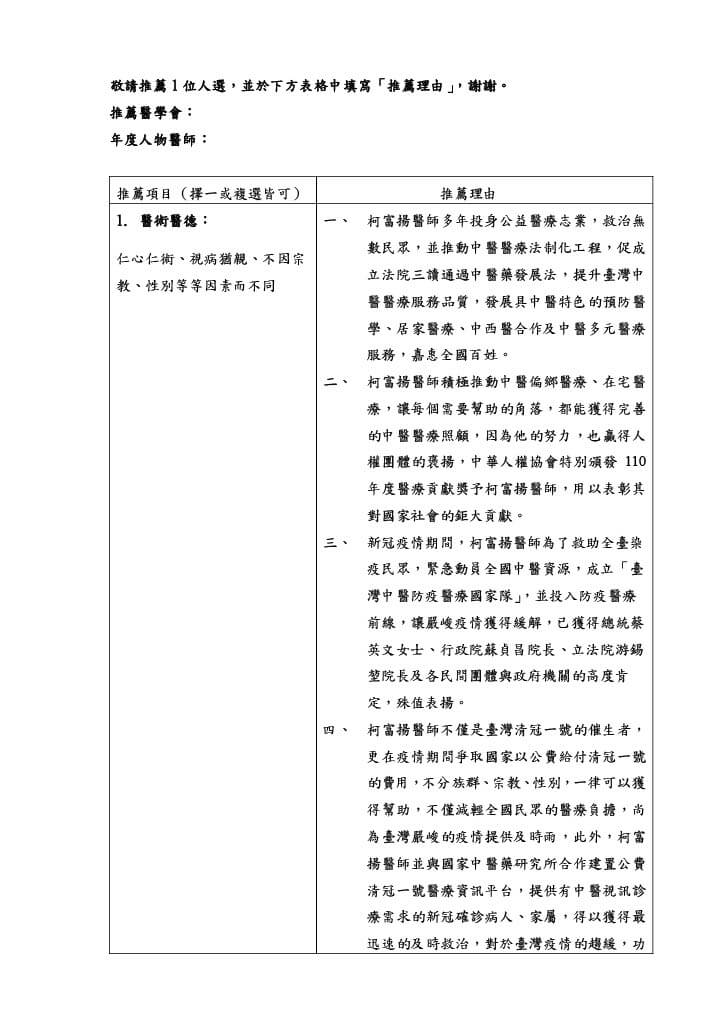 敬請推薦 1 位人選，並於下方表格中填寫「推薦理由」，謝謝。
推薦醫學會：
年度人物醫師：
推薦項目（擇一或複選皆可）
推薦理由
1. 醫術醫德：
仁心仁術、視病猶親、不因宗
教、性別等等因素而不同
一、 柯富揚醫師多年投身公益醫療志業，救治無
數民眾，並推動中醫醫療法制化工程，促成
立法院三讀通過中醫藥發展法，提升臺灣中
醫醫療服務品質，發展具中醫特色的預防醫
學、居家醫療、中西醫合作及中醫多元醫療
服務，嘉惠全國百姓。
二、 柯富揚醫師積極推動中醫偏鄉醫療、在宅醫
療，讓每個需要幫助的角落，都能獲得完善
的中醫醫療照顧，因為他的努力，也贏得人
權團體的褒揚，中華人權協會特別頒發 110
年度醫療貢獻獎予柯富揚醫師，用以表彰其
對國家社會的鉅大貢獻。
三、 新冠疫情期間，柯富揚醫師為了救助全臺染
疫民眾，緊急動員全國中醫資源，成立「臺
灣中醫防疫醫療國家隊」，並投入防疫醫療
前線，讓嚴峻疫情獲得緩解，已獲得總統蔡
英文女士、行政院蘇貞昌院長、立法院游錫
堃院長及各民間團體與政府機關的高度肯
定，殊值表揚。
四、 柯富揚醫師不僅是臺灣清冠一號的催生者，
更在疫情期間爭取國家以公費給付清冠一號
的費用，不分族群、宗教、性別，一律可以獲
得幫助，不僅減輕全國民眾的醫療負擔，尚
為臺灣嚴峻的疫情提供及時雨，此外，柯富
揚醫師並與國家中醫藥研究所合作建置公費
清冠一號醫療資訊平台，提供有中醫視訊診
療需求的新冠確診病人、家屬，得以獲得最
迅速的及時救治，對於臺灣疫情的趨緩，功